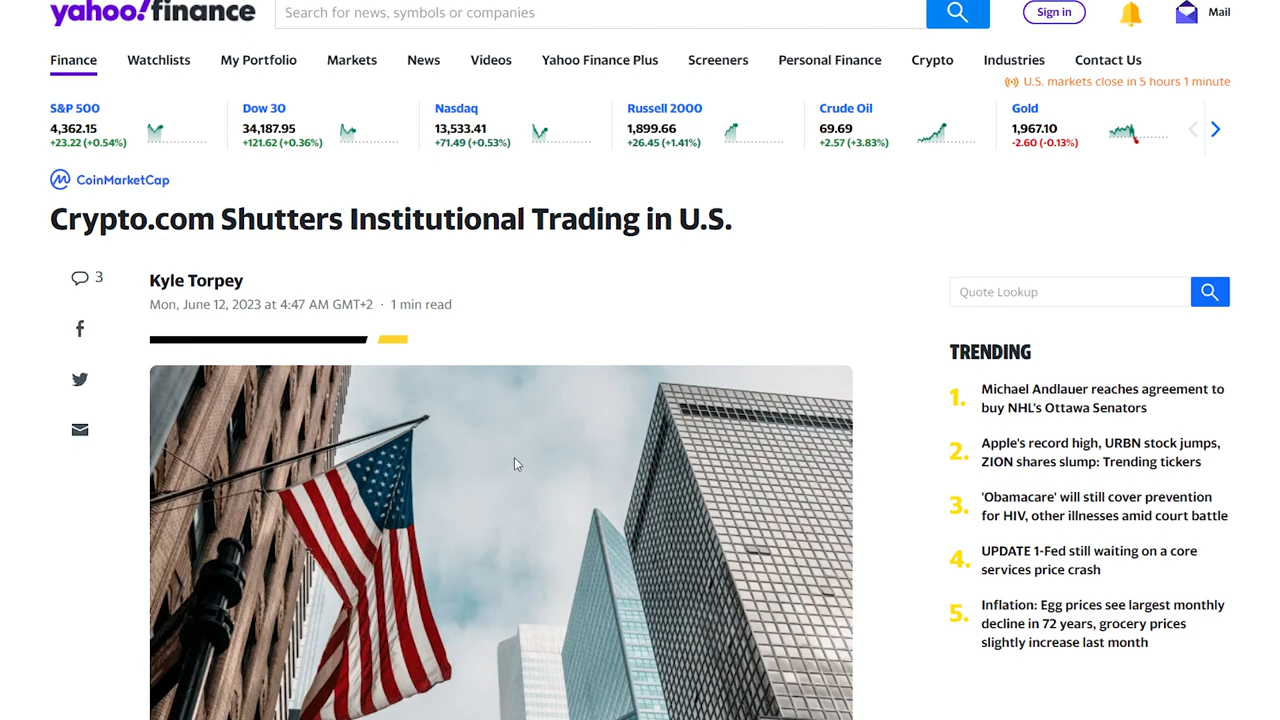 yahoo!finance
Search for news, symbols or companies
Sign in
Mail
Finance Watchlists My Portfolio Markets News Videos Yahoo Finance Plus Screeners Personal Finance Crypto Industries Contact Us
U.S. markets close in 5 hours 1 minute
S&P 500
4,362.15
+23.22 (+0.54%)
Dow 30
34,187.95
+121.62 (+0.36%)
Nasdaq
13,533.41
+71.49 (+0.53%)
Russell 2000
1,899.66
+26.45 (+1.41%)
Crude Oil
69.69
+2.57 (+3.83%)
Gold
1,967.10
-2.60 (-0.13%)
CoinMarketCap
Crypto.com Shutters Institutional Trading in U.S.
3
Kyle Torpey
Mon, June 12, 2023 at 4:47 AM GMT+2 · 1 min read
Quote Lookup
TRENDING
1. Michael Andlauer reaches agreement to
buy NHL's Ottawa Senators
2. Apple's record high, URBN stock jumps,
ZION shares slump: Trending tickers
3. 'Obamacare' will still cover prevention
for HIV, other illnesses amid court battle
4. UPDATE 1-Fed still waiting on a core
services price crash
5. Inflation: Egg prices see largest monthly
decline in 72 years, grocery prices
slightly increase last month